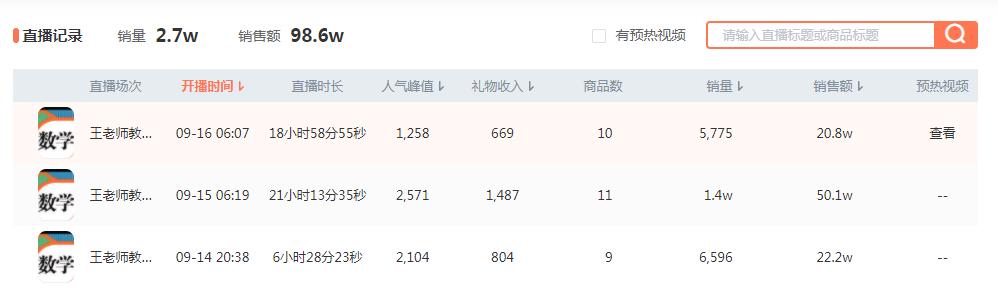 直播记录 销量 2.7w 销售额 98.6w 有预热视频 请输入直播标题或商品标题
直播场次 开播时间 直播时长 人气峰值 礼物收入 商品数 销量 销售额 预热视频
数学 王老师教... 09-16 06:07 18小时58分55秒 1,258 669 10 5,775 20.8w 查看
数学 王老师教... 09-15 06:19 21小时13分35秒 2,571 1,487 11 1.4w 50.1w --
数学 王老师教... 09-14 20:38 6小时28分23秒 2,104 804 9 6,596 22.2w --